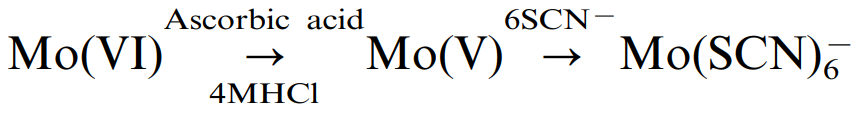 Ascorbic acid 6SCN−
Mo(VI) → Mo(V) → Mo(SCN)₆⁻
4MHCl